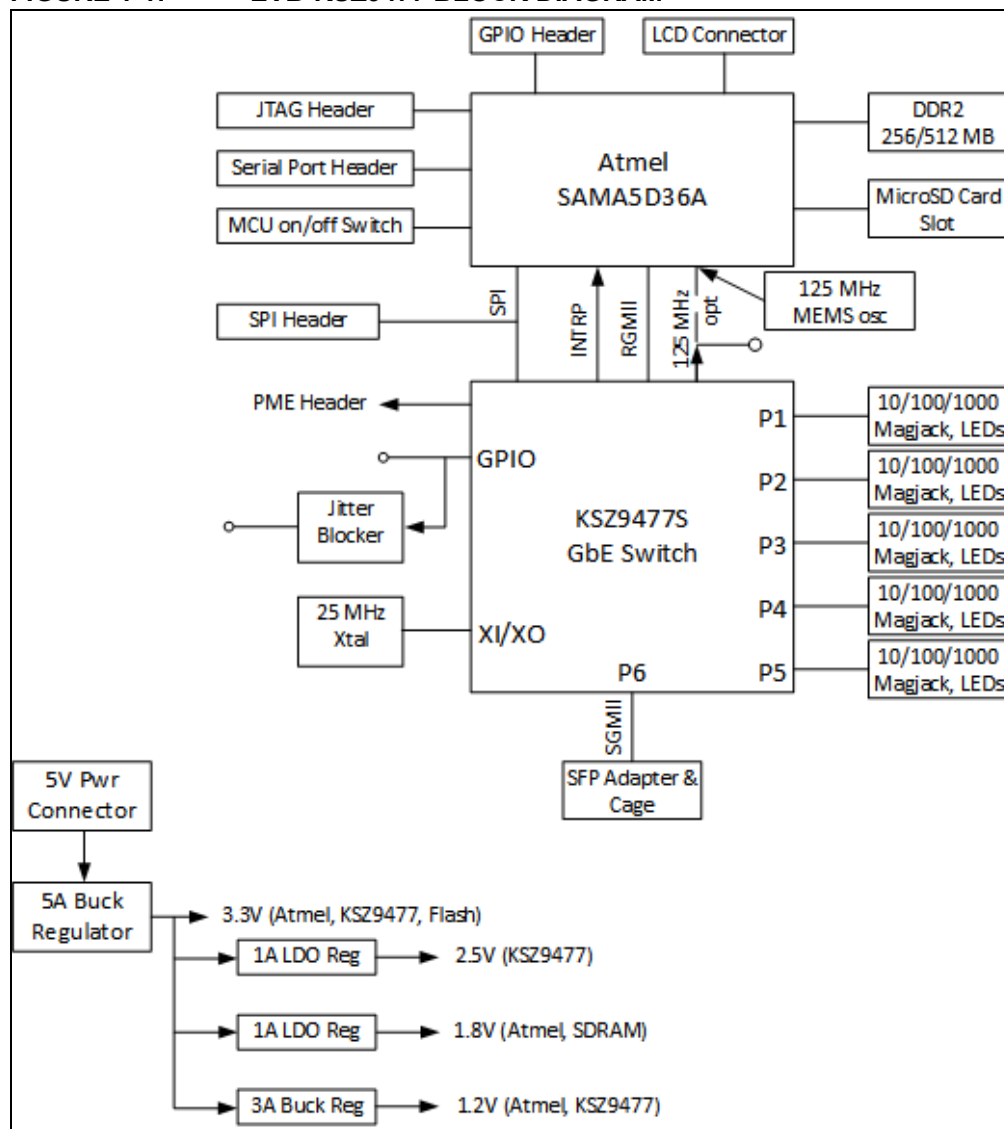 GPIO Header
LCD Connector
JTAG Header
DDR2
256/512 MB
Atmel
SAMA5D36A
Serial Port Header
MicroSD Card
Slot
MCU on/off Switch
SPI
INTRP
RGMII
125 MHz
opt
125 MHz
MEMS osc
SPI Header
PME Header
P1
10/100/1000
Magjack, LEDs
GPIO
P2
10/100/1000
Magjack, LEDs
Jitter
Blocker
KSZ9477S
GbE Switch
P3
10/100/1000
Magjack, LEDs
P4
10/100/1000
Magjack, LEDs
25 MHz
Xtal
XI/XO
P6
P5
10/100/1000
Magjack, LEDs
SGMII
SFP Adapter &
Cage
5V Pwr
Connector
5A Buck
Regulator
3.3V (Atmel, KSZ9477, Flash)
1A LDO Reg
2.5V (KSZ9477)
1A LDO Reg
1.8V (Atmel, SDRAM)
3A Buck Reg
1.2V (Atmel, KSZ9477)